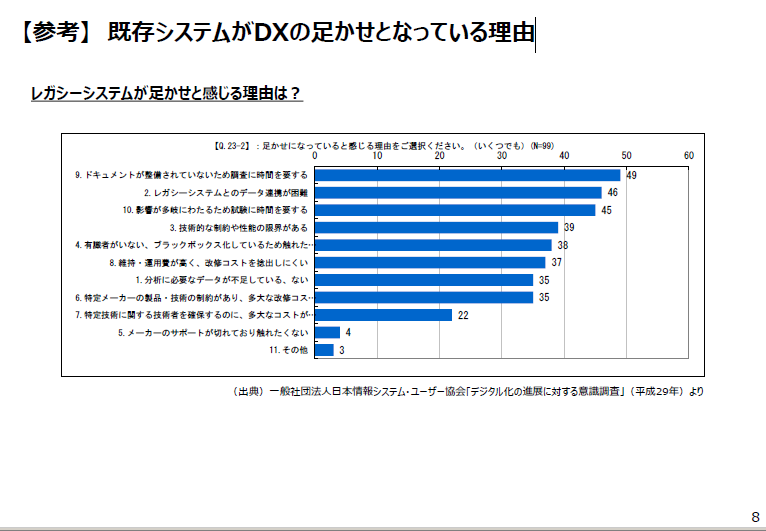 【参考】 既存システムがDXの足かせとなっている理由
レガシーシステムが足かせと感じる理由は？
【Q.23-2】：足かせになっていると感じる理由をご選択ください。（いくつでも）(N=99)
0 10 20 30 40 50 60
9. ドキュメントが整備されていないため調査に時間を要する 49
2. レガシーシステムとのデータ連携が困難 46
10. 影響が多岐にわたるため試験に時間を要する 45
3. 技術的な制約や性能の限界がある 39
4. 有識者がいない、ブラックボックス化しているため触れた… 38
8. 維持・運用費が高く、改修コストを捻出しにくい 37
1. 分析に必要なデータが不足している、ない 35
6. 特定メーカーの製品・技術の制約があり、多大な改修コス… 35
7. 特定技術に関する技術者を確保するのに、多大なコストが… 22
5. メーカーのサポートが切れており触れたくない 4
11. その他 3
（出典）一般社団法人日本情報システム・ユーザー協会「デジタル化の進展に対する意識調査」（平成29年）より
8